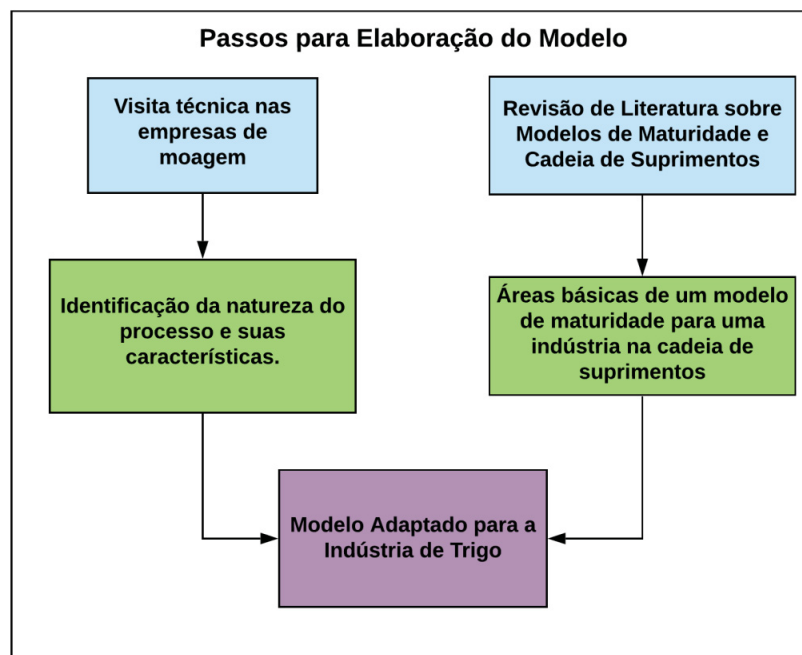 Passos para Elaboração do Modelo
Visita técnica nas
empresas de
moagem
Revisão de Literatura sobre
Modelos de Maturidade e
Cadeia de Suprimentos
Identificação da natureza do
processo e suas
características.
Áreas básicas de um modelo
de maturidade para uma
indústria na cadeia de
suprimentos
Modelo Adaptado para a
Indústria de Trigo